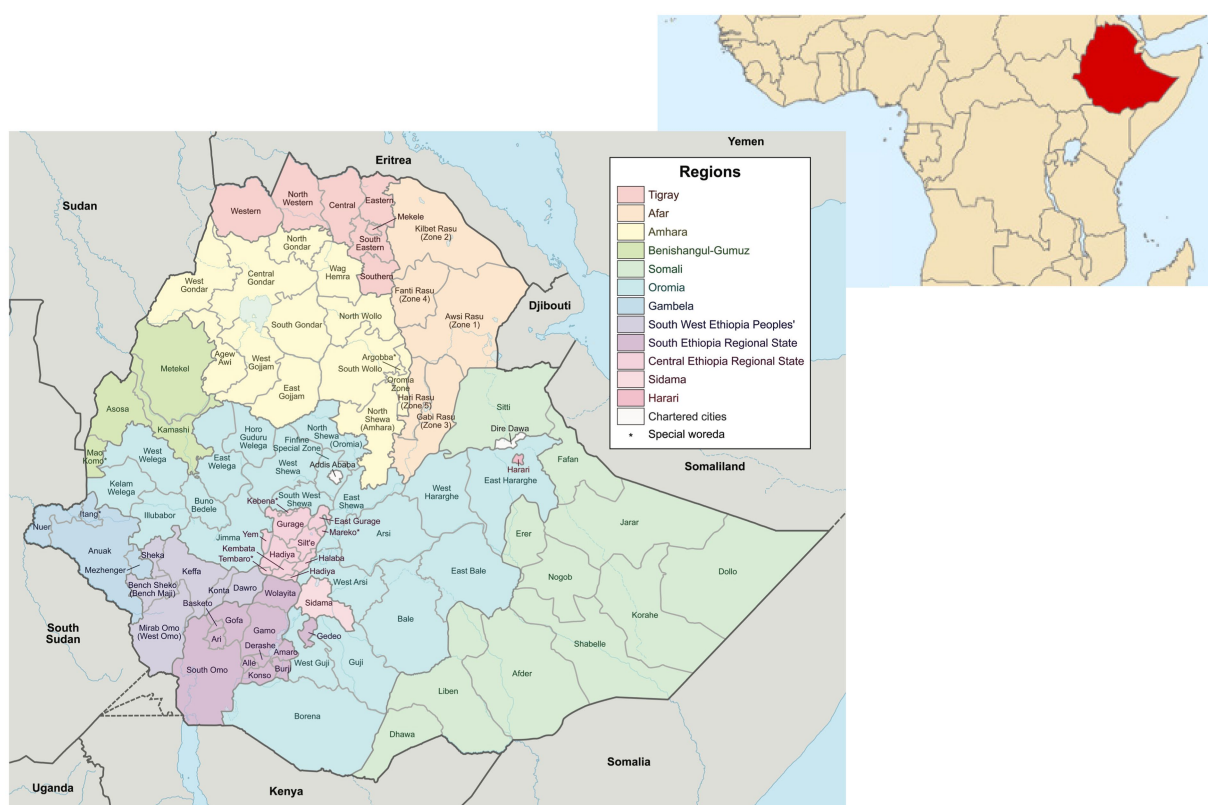 Yemen
Eritrea
Sudan
Djibouti
Somaliland
South
Sudan
Somalia
Uganda
Kenya
Regions
Tigray
Afar
Amhara
Benishangul-Gumuz
Somali
Oromia
Gambela
South West Ethiopia Peoples'
South Ethiopia Regional State
Central Ethiopia Regional State
Sidama
Harari
Chartered cities
* Special woreda
Western
North
Western
Central
Eastern
Mekele
South
Eastern
Southern
Kilbet Rasu
(Zone 2)
Fanti Rasu
(Zone 4)
Awsi Rasu
(Zone 1)
Hari Rasu
(Zone 5)
Gabi Rasu
(Zone 3)
North
Gondar
West
Gondar
Central
Gondar
Wag
Hemra
South Gondar
North Wollo
Argobba*
South Wollo
Oromia
Zone
Agew
Awi
West
Gojjam
East
Gojjam
North
Shewa
(Amhara)
Metekel
Asosa
Kamashi
Mao
Komo*
Sitti
Dire Dawa
Harari
East Hararghe
Fafan
Jarar
Erer
Nogob
Dollo
Korahe
Shabelle
Afder
Liben
Dhawa
West
Welega
Kelam
Welega
East
Welega
Horo
Guduru
Welega
Finfine
Special Zone
North
Shewa
(Oromia)
West
Shewa
Addis Ababa
South West
Shewa
East
Shewa
West
Hararghe
Buno
Bedele
Illubabor
Jimma
Arsi
West Arsi
East Bale
Bale
Guji
West Guji
Borena
Kebena*
Gurage
East Gurage
Mareko*
Silt'e
Yem
Kembata
Tembaro*
Hadiya
Halaba
Hadiya
Itang*
Nuer
Anuak
Mezhenger
Sheka
Keffa
Bench Sheko
(Bench Maji)
Konta
Dawro
Mirab Omo
(West Omo)
Basketo
Wolayita
Sidama
Gofa
Gamo
Gedeo
Ari
Derashe
Amaro
Alle
Burji
Konso
South Omo